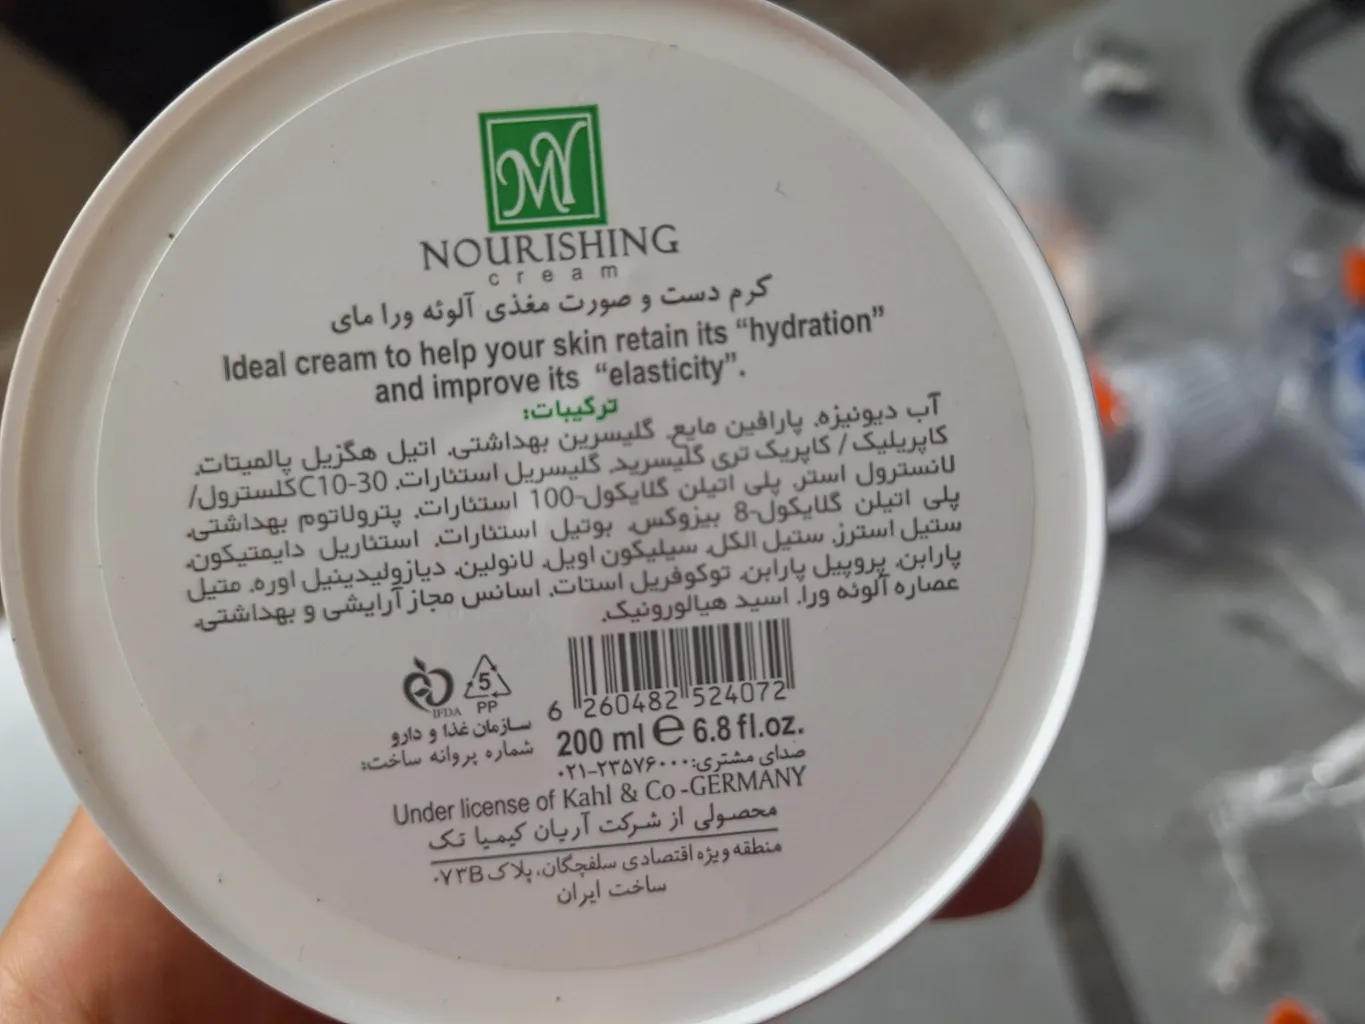 MY
NOURISHING
cream
کرم دست و صورت مغذی آلوئه ورا مای
Ideal cream to help your skin retain its “hydration”
and improve its “elasticity”.
ترکیبات:
آب دیونیزه، پارافین مایع، گلیسرین بهداشتی، اتیل هگزیل پالمیتات،
کاپریلیک / کاپریک تری گلیسرید، گلیسریل استئارات، C10-30کلسترول/
لانسترول استر، پلی اتیلن گلایکول-100 استئارات، پترولاتوم بهداشتی،
پلی اتیلن گلایکول-8 بیزوکس، بوتیل استئارات، استئاریل دایمتیکون،
ستیل استرز، ستیل الکل، سیلیکون اویل، لانولین، دیازولیدینیل اوره، متیل
پارابن، پروپیل پارابن، توکوفریل استات، اسانس مجاز آرایشی و بهداشتی،
عصاره آلوئه ورا، اسید هیالورونیک.
5
PP
IFDA
سازمان غذا و دارو
شماره پروانه ساخت:
6 260482 524072
200 ml e 6.8 fl.oz.
صدای مشتری: ۰۲۱-۲۳۵۷۶۰۰۰
Under license of Kahl & Co -GERMANY
محصولی از شرکت آریان کیمیا تک
منطقه ویژه اقتصادی سلفچگان، پلاک ۰۷۳B
ساخت ایران